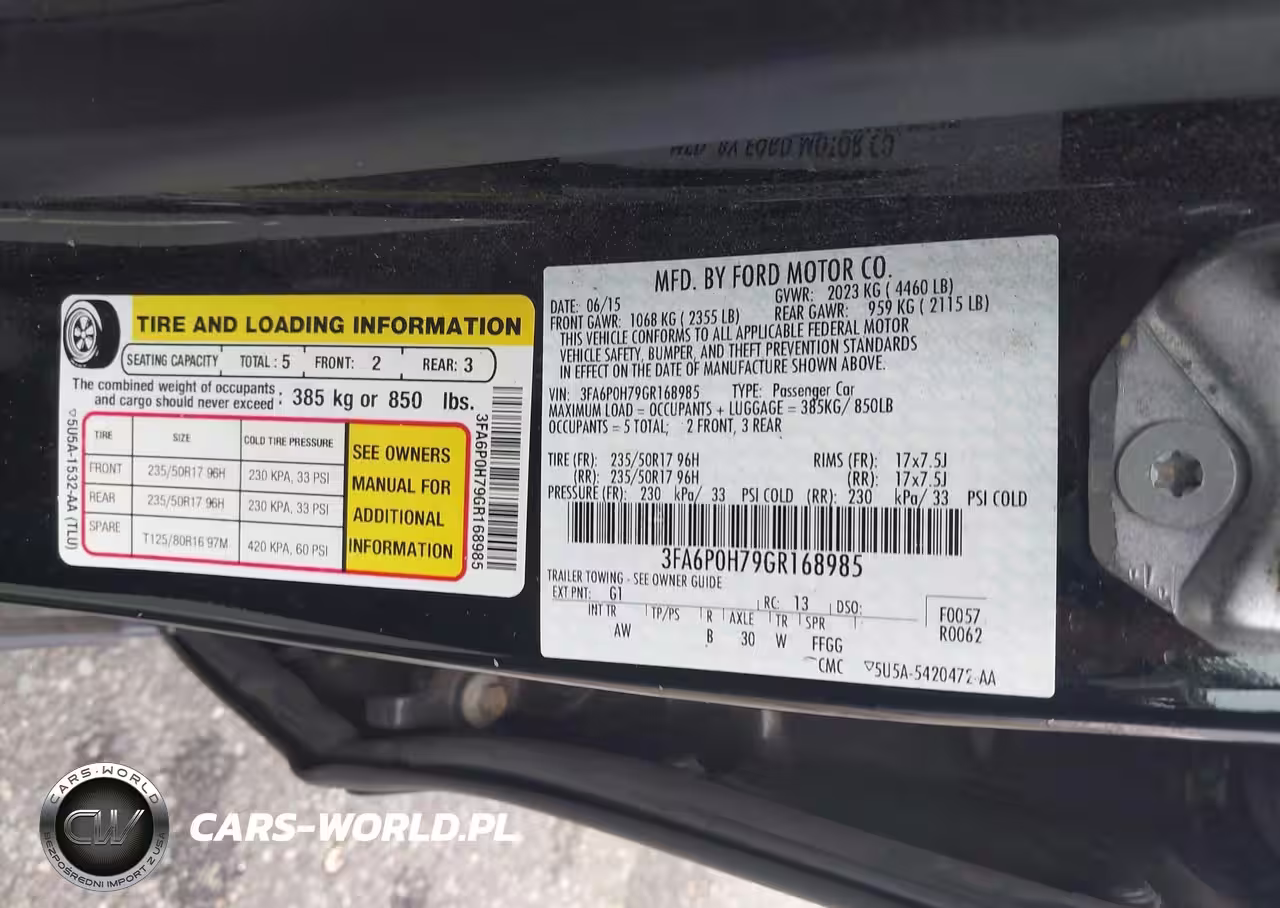 TIRE AND LOADING INFORMATION
SEATING CAPACITY TOTAL : 5 FRONT: 2 REAR: 3
The combined weight of occupants and cargo should never exceed : 385 kg or 850 lbs.
TIRE SIZE COLD TIRE PRESSURE
FRONT 235/50R17 96H 230 KPA, 33 PSI
REAR 235/50R17 96H 230 KPA, 33 PSI
SPARE T125/80R16 97M 420 KPA, 60 PSI
SEE OWNERS
MANUAL FOR
ADDITIONAL
INFORMATION
5U5A-1532-AA (TLU)
3FA6P0H79GR168985
MFD. BY FORD MOTOR CO.
DATE: 06/15 GVWR: 2023 KG ( 4460 LB)
FRONT GAWR: 1068 KG ( 2355 LB) REAR GAWR: 959 KG ( 2115 LB)
THIS VEHICLE CONFORMS TO ALL APPLICABLE FEDERAL MOTOR
VEHICLE SAFETY, BUMPER, AND THEFT PREVENTION STANDARDS
IN EFFECT ON THE DATE OF MANUFACTURE SHOWN ABOVE.
VIN: 3FA6P0H79GR168985 TYPE: Passenger Car
MAXIMUM LOAD = OCCUPANTS + LUGGAGE = 385KG/ 850LB
OCCUPANTS = 5 TOTAL; 2 FRONT, 3 REAR
TIRE (FR): 235/50R17 96H RIMS (FR): 17x7.5J
(RR): 235/50R17 96H (RR): 17x7.5J
PRESSURE (FR): 230 kPa/ 33 PSI COLD (RR): 230 kPa/ 33 PSI COLD
3FA6P0H79GR168985
TRAILER TOWING - SEE OWNER GUIDE
EXT PNT: G1 RC: 13 DSO:
INT TR TP/PS R AXLE TR SPR
AW B 30 W FFGG
F0057
R0062
CMC 5U5A-5420472-AA
CARS-WORLD
CW
BEZPOŚREDNI IMPORT Z USA
CARS-WORLD.PL